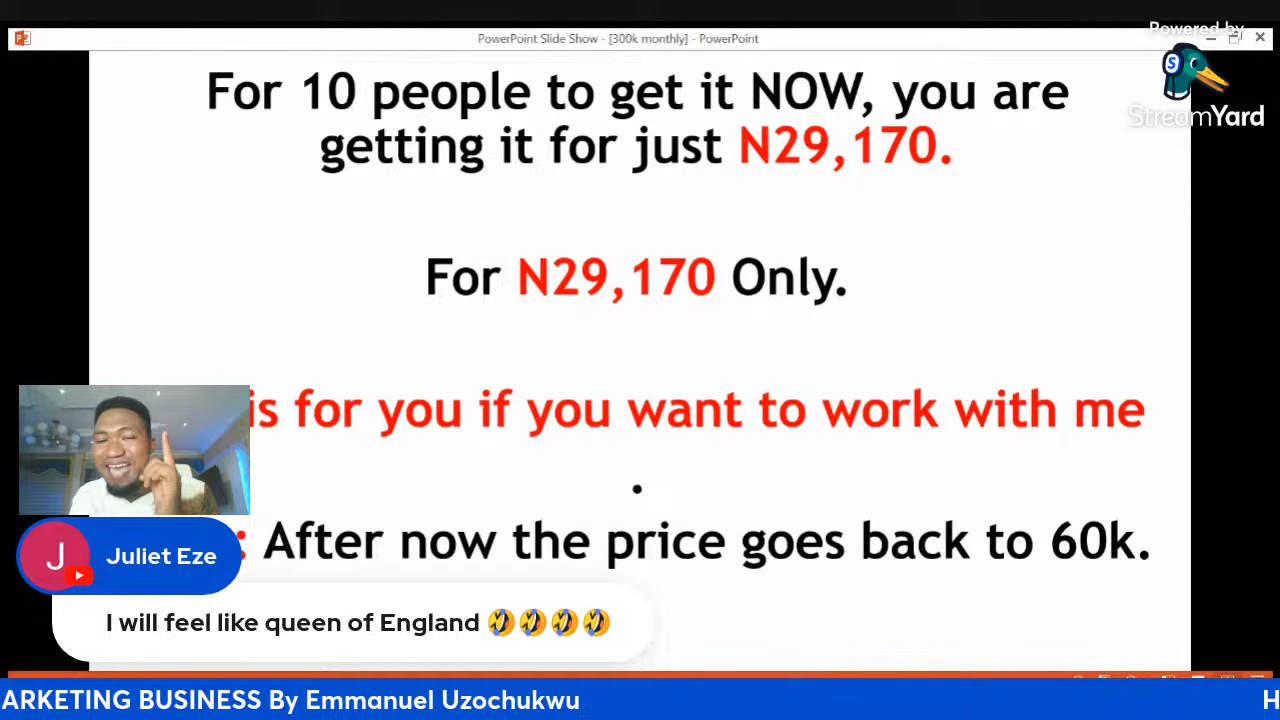 PowerPoint Slide Show - [300k monthly] - PowerPoint
Powered by
StreamYard
For 10 people to get it NOW, you are
getting it for just N29,170.
For N29,170 Only.
is for you if you want to work with me
.
: After now the price goes back to 60k.
J
Juliet Eze
I will feel like queen of England 🤣🤣🤣🤣
ARKETING BUSINESS By Emmanuel Uzochukwu
H